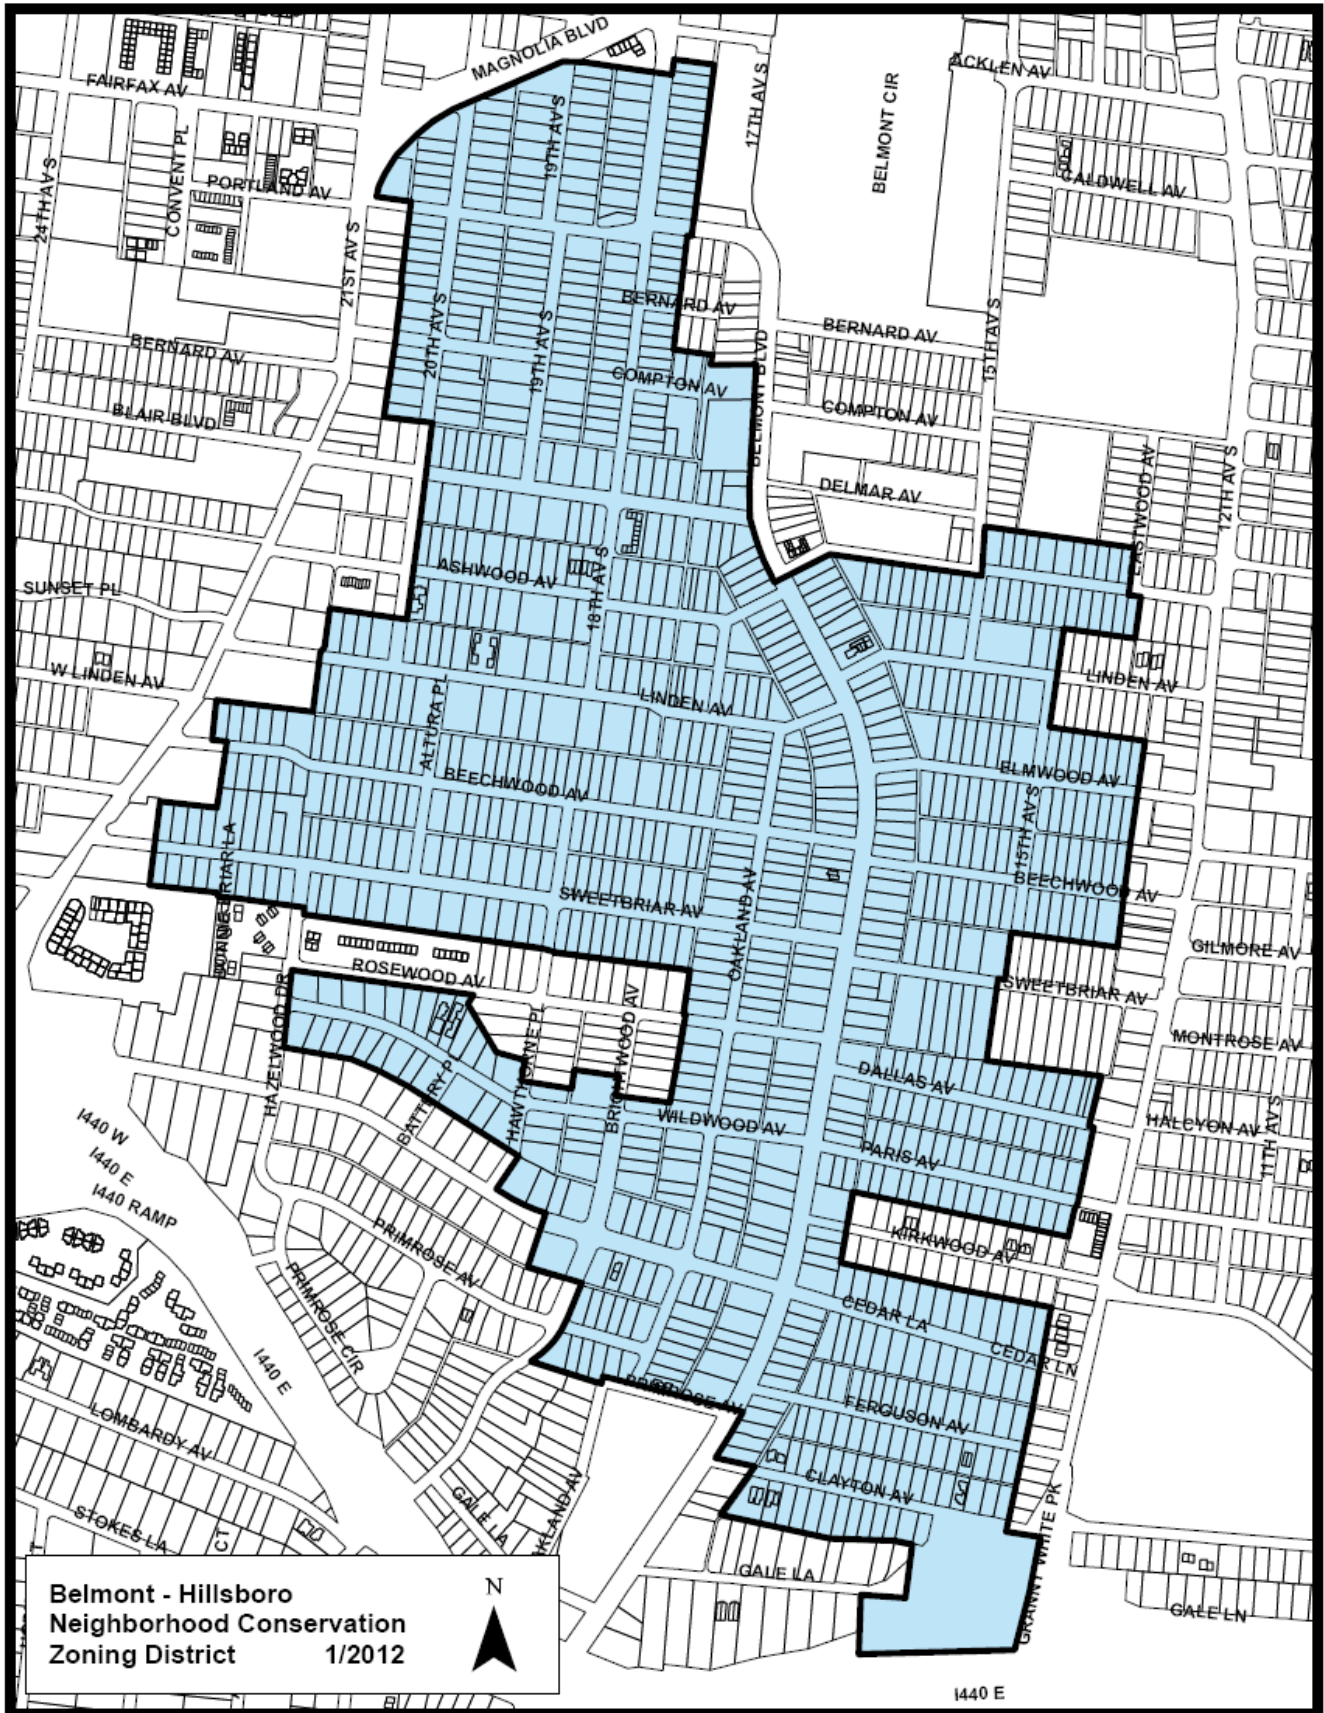 MAGNOLIA BLVD
ACKLEN AV
FAIRFAX AV
17TH AV S
BELMONT CIR
19TH AV S
CONVENT PL
24TH AV S
PORTLAND AV
CALDWELL AV
21ST AV S
BERNARD AV
20TH AV S
19TH AV S
BERNARD AV
15TH AV S
BERNARD AV
BELMONT BLVD
COMPTON AV
BLAIR BLVD
COMPTON AV
DELMAR AV
EASTWOOD AV
12TH AV S
ASHWOOD AV
18TH AV S
SUNSET PL
W LINDEN AV
LINDEN AV
LINDEN AV
ALTURA PL
BEECHWOOD AV
ELMWOOD AV
15TH AV S
BEECHWOOD AV
SWEETBRIAR AV
OAKLAND AV
GILMORE AV
ROSEWOOD AV
SWEETBRIAR AV
HAZELWOOD DR
BRIGHTWOOD AV
HAWTHORNE PL
MONTROSE AV
DALLAS AV
WILDWOOD AV
HALCYON AV
11TH AV S
PARIS AV
I440 W
I440 E
I440 RAMP
PRIMROSE AV
KIRKWOOD AV
PRIMROSE CIR
CEDAR LA
CEDAR LN
I440 E
PRIMROSE AV
FERGUSON AV
LOMBARDY AV
CLAYTON AV
GALE LA
STOKES LA
CT
GRANNY WHITE PK
GALE LA
GALE LN
Belmont - Hillsboro
Neighborhood Conservation
Zoning District 1/2012
N
I440 E